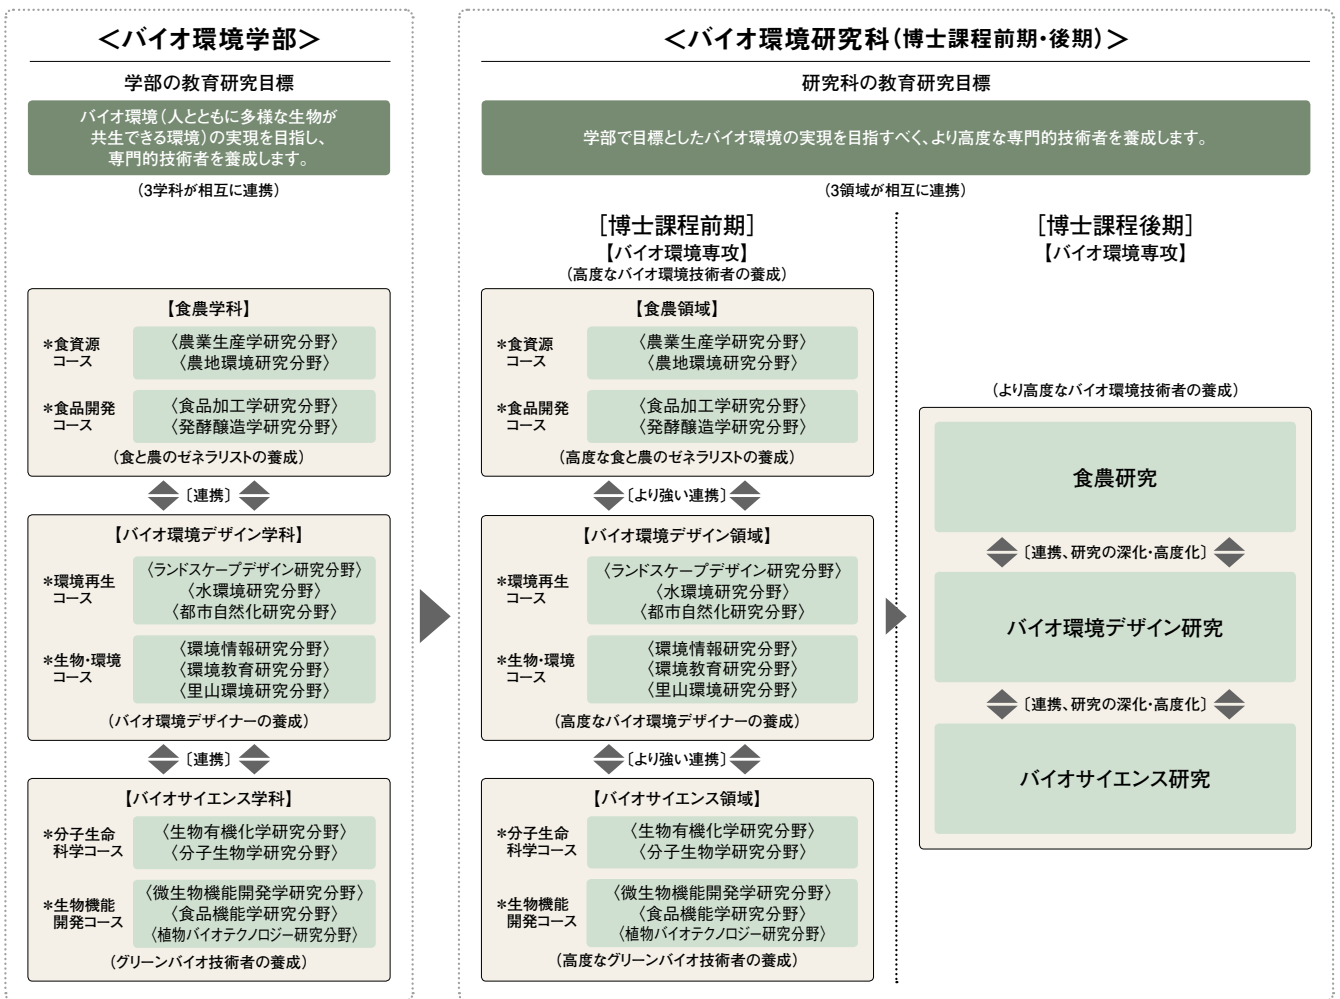 ＜バイオ環境学部＞
学部の教育研究目標
バイオ環境（人とともに多様な生物が
共生できる環境）の実現を目指し、
専門的技術者を養成します。
（3学科が相互に連携）
【食農学科】
＊食資源
コース
〈農業生産学研究分野〉
〈農地環境研究分野〉
＊食品開発
コース
〈食品加工学研究分野〉
〈発酵醸造学研究分野〉
（食と農のゼネラリストの養成）
〔連携〕
【バイオ環境デザイン学科】
＊環境再生
コース
〈ランドスケープデザイン研究分野〉
〈水環境研究分野〉
〈都市自然化研究分野〉
＊生物・環境
コース
〈環境情報研究分野〉
〈環境教育研究分野〉
〈里山環境研究分野〉
（バイオ環境デザイナーの養成）
〔連携〕
【バイオサイエンス学科】
＊分子生命
科学コース
〈生物有機化学研究分野〉
〈分子生物学研究分野〉
＊生物機能
開発コース
〈微生物機能開発学研究分野〉
〈食品機能学研究分野〉
〈植物バイオテクノロジー研究分野〉
（グリーンバイオ技術者の養成）
＜バイオ環境研究科（博士課程前期・後期）＞
研究科の教育研究目標
学部で目標としたバイオ環境の実現を目指すべく、より高度な専門的技術者を養成します。
（3領域が相互に連携）
［博士課程前期］
【バイオ環境専攻】
（高度なバイオ環境技術者の養成）
【食農領域】
＊食資源
コース
〈農業生産学研究分野〉
〈農地環境研究分野〉
＊食品開発
コース
〈食品加工学研究分野〉
〈発酵醸造学研究分野〉
（高度な食と農のゼネラリストの養成）
〔より強い連携〕
【バイオ環境デザイン領域】
＊環境再生
コース
〈ランドスケープデザイン研究分野〉
〈水環境研究分野〉
〈都市自然化研究分野〉
＊生物・環境
コース
〈環境情報研究分野〉
〈環境教育研究分野〉
〈里山環境研究分野〉
（高度なバイオ環境デザイナーの養成）
〔より強い連携〕
【バイオサイエンス領域】
＊分子生命
科学コース
〈生物有機化学研究分野〉
〈分子生物学研究分野〉
＊生物機能
開発コース
〈微生物機能開発学研究分野〉
〈食品機能学研究分野〉
〈植物バイオテクノロジー研究分野〉
（高度なグリーンバイオ技術者の養成）
［博士課程後期］
【バイオ環境専攻】
（より高度なバイオ環境技術者の養成）
食農研究
〔連携、研究の深化・高度化〕
バイオ環境デザイン研究
〔連携、研究の深化・高度化〕
バイオサイエンス研究